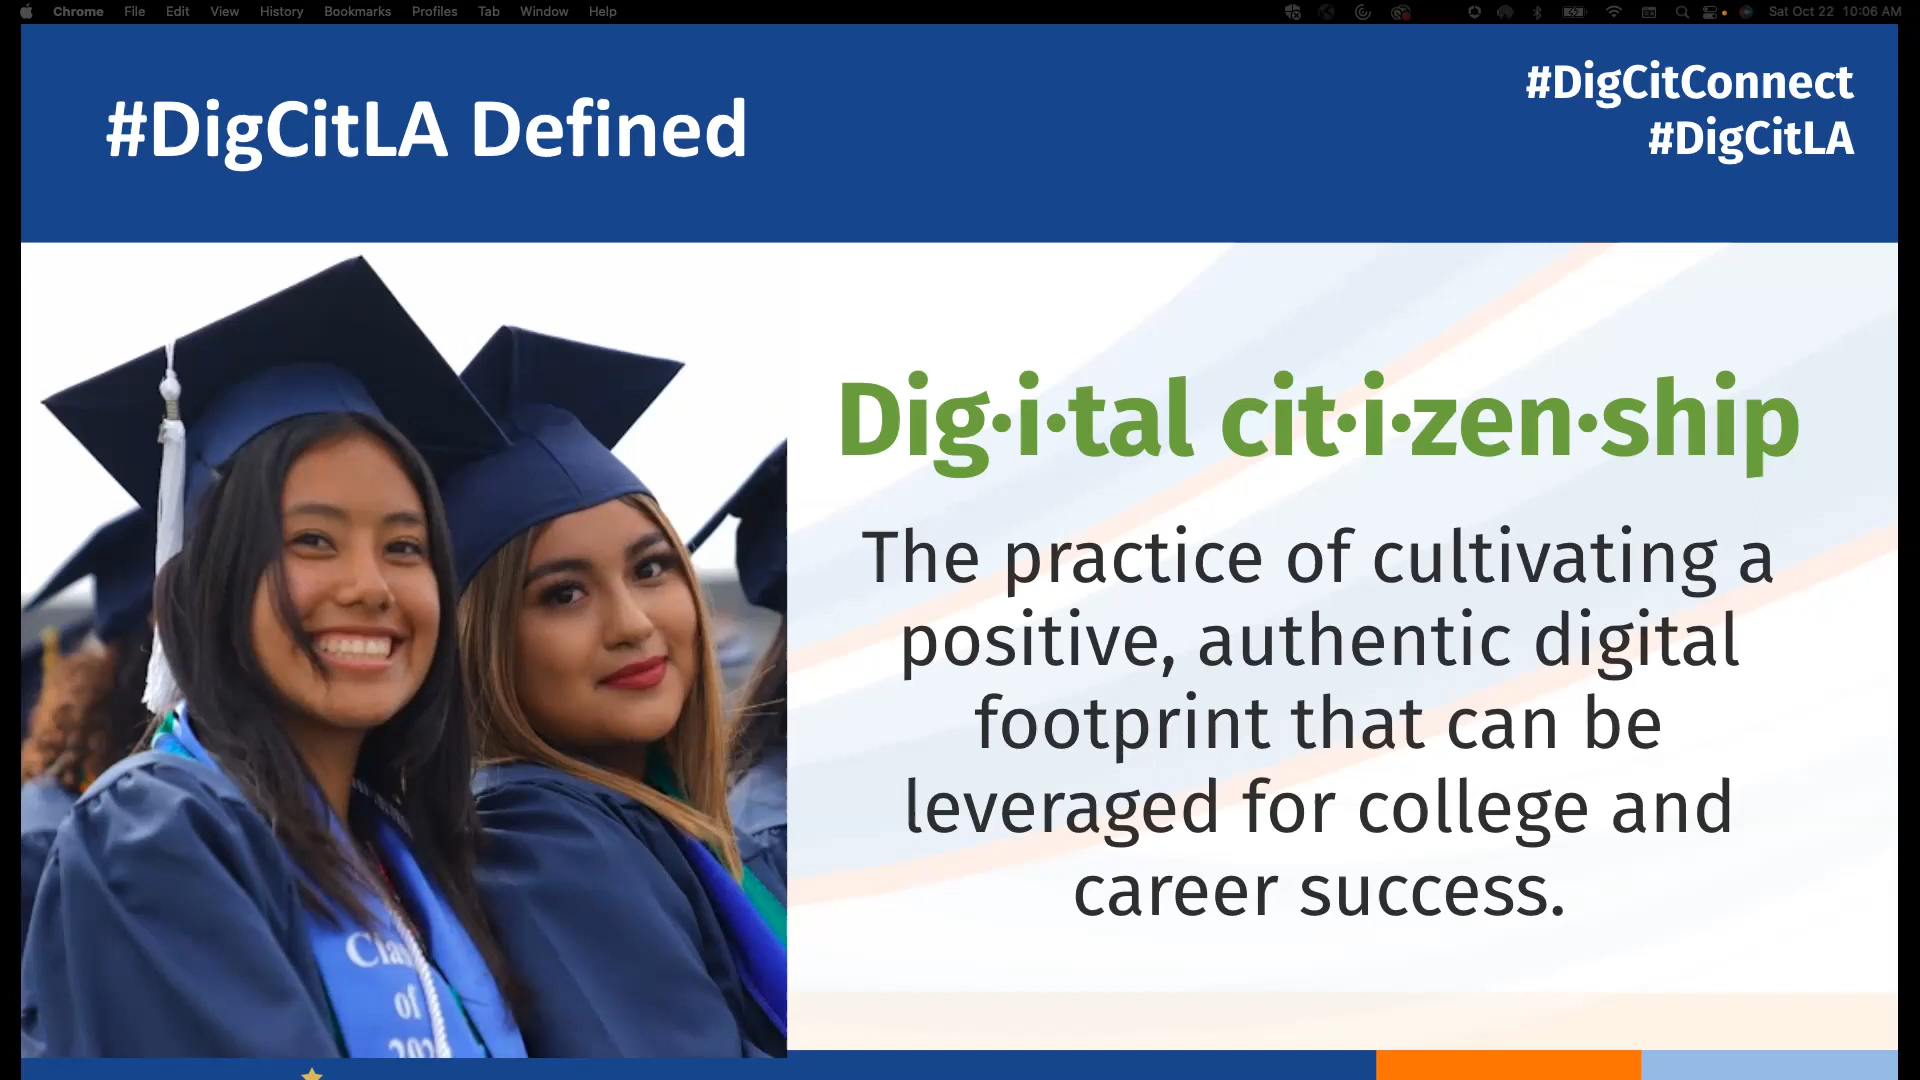 Chrome File Edit View History Bookmarks Profiles Tab Window Help Sat Oct 22 10:06 AM
#DigCitLA Defined
#DigCitConnect
#DigCitLA
Dig·i·tal cit·i·zen·ship
The practice of cultivating a
positive, authentic digital
footprint that can be
leveraged for college and
career success.
of